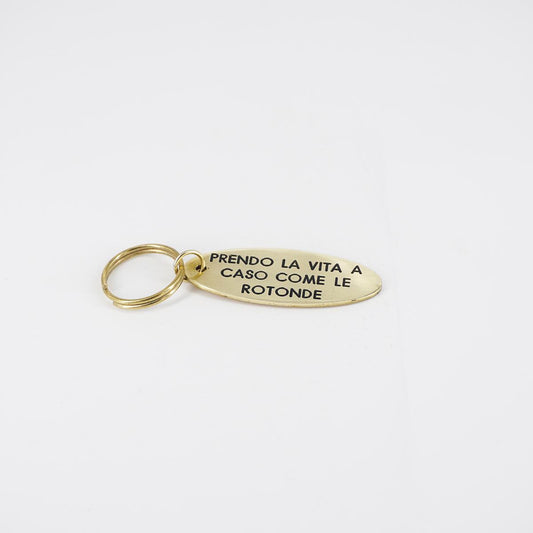 PRENDO LA VITA A
CASO COME LE
ROTONDE